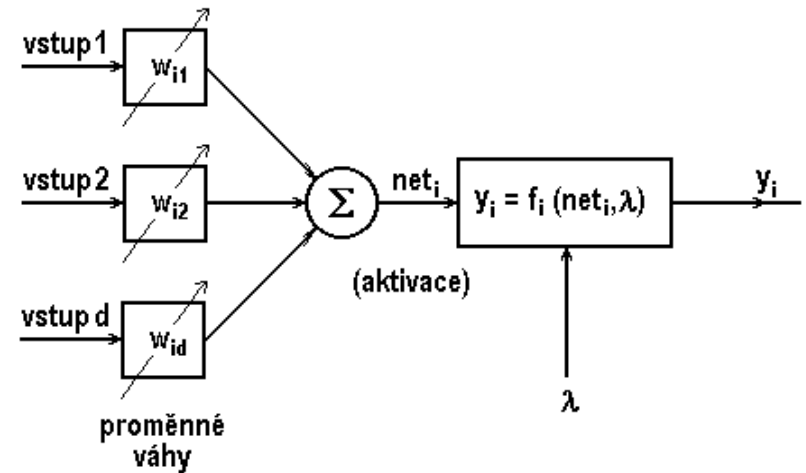 vstup 1
w_i1
vstup 2
w_i2
Σ
net_i
y_i = f_i (net_i,λ)
y_i
(aktivace)
vstup d
w_id
λ
proměnné
váhy